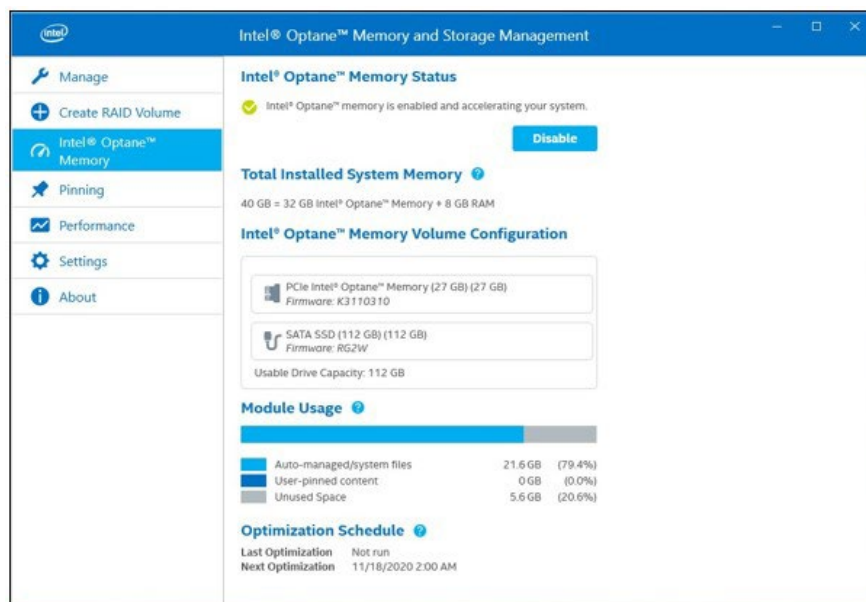 intel
Intel® Optane™ Memory and Storage Management
Manage
Create RAID Volume
Intel® Optane™
Memory
Pinning
Performance
Settings
About
Intel® Optane™ Memory Status
Intel® Optane™ memory is enabled and accelerating your system.
Disable
Total Installed System Memory ?
40 GB = 32 GB Intel® Optane™ Memory + 8 GB RAM
Intel® Optane™ Memory Volume Configuration
PCIe Intel® Optane™ Memory (27 GB) (27 GB)
Firmware: K3110310
SATA SSD (112 GB) (112 GB)
Firmware: RG2W
Usable Drive Capacity: 112 GB
Module Usage ?
Auto-managed/system files 21.6 GB (79.4%)
User-pinned content 0 GB (0.0%)
Unused Space 5.6 GB (20.6%)
Optimization Schedule ?
Last Optimization Not run
Next Optimization 11/18/2020 2:00 AM